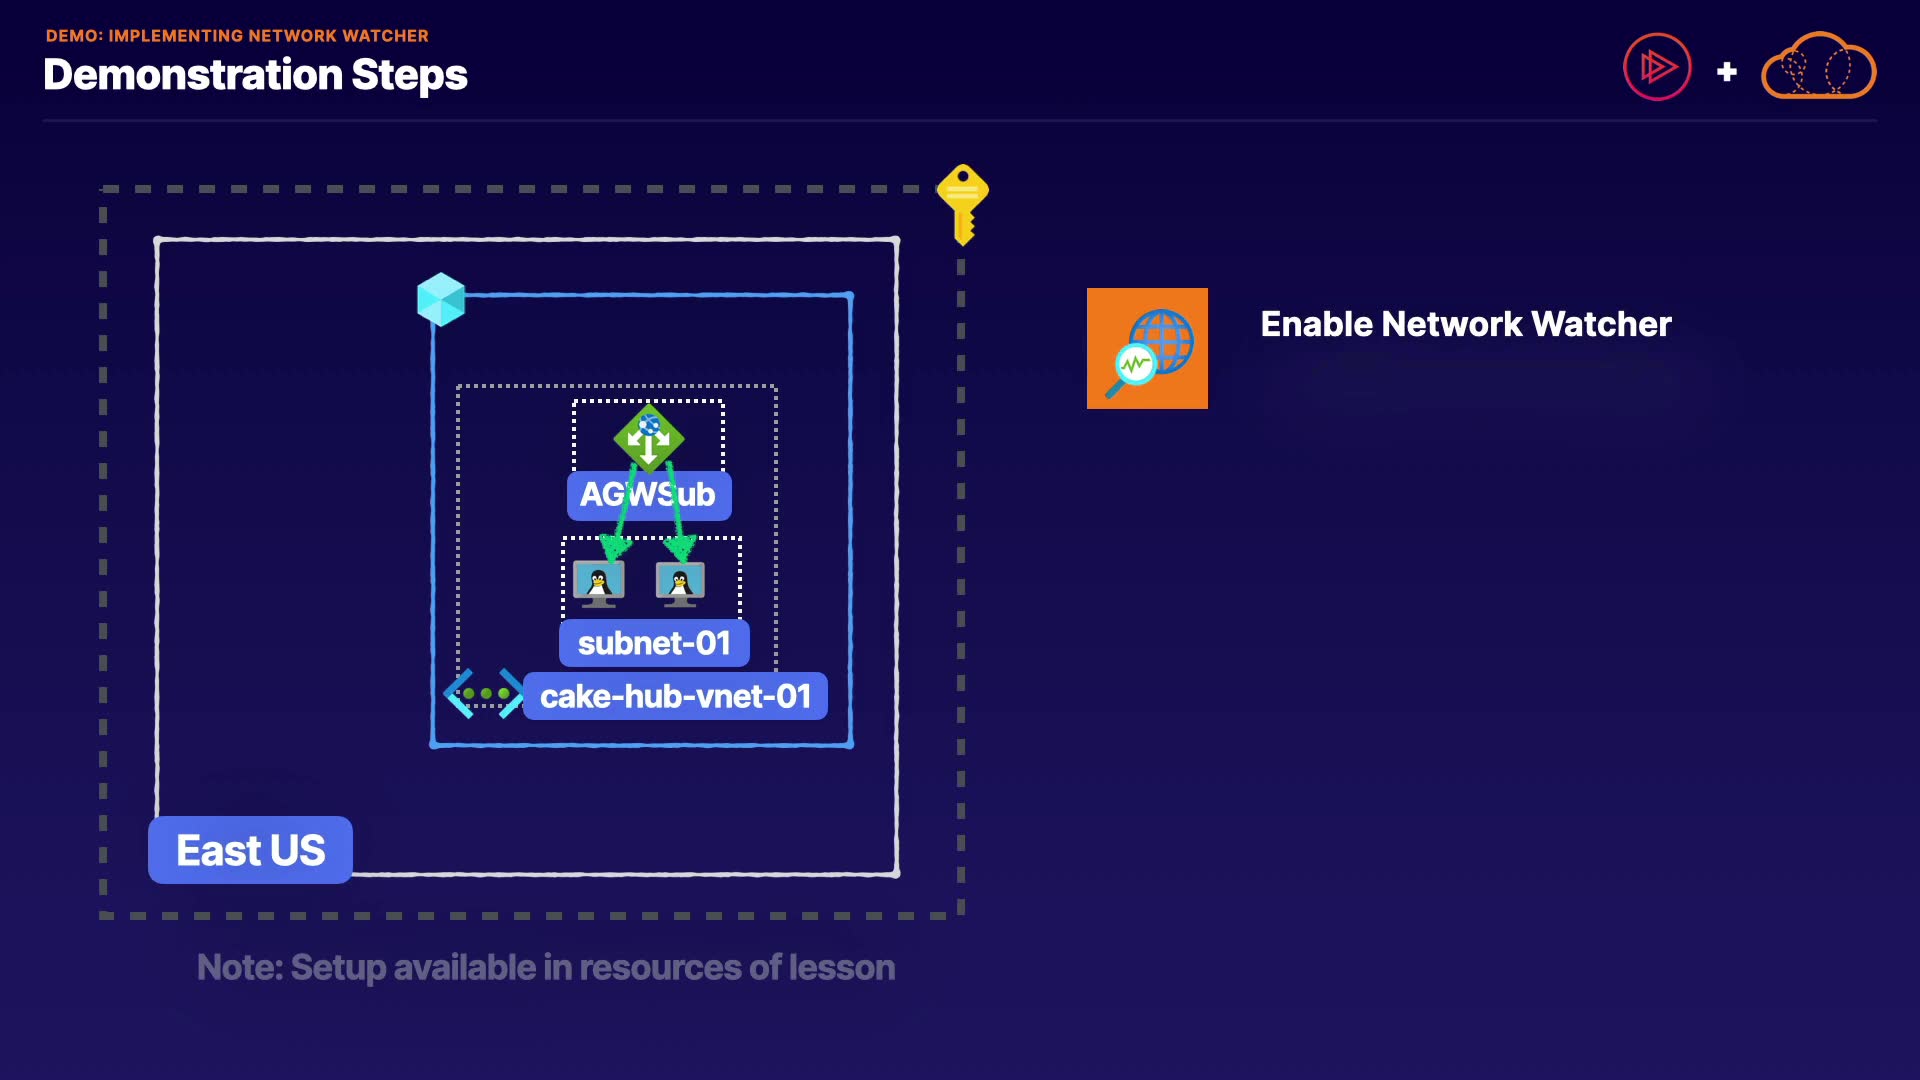 DEMO: IMPLEMENTING NETWORK WATCHER
Demonstration Steps
Enable Network Watcher
AGWSub
subnet-01
cake-hub-vnet-01
East US
Note: Setup available in resources of lesson